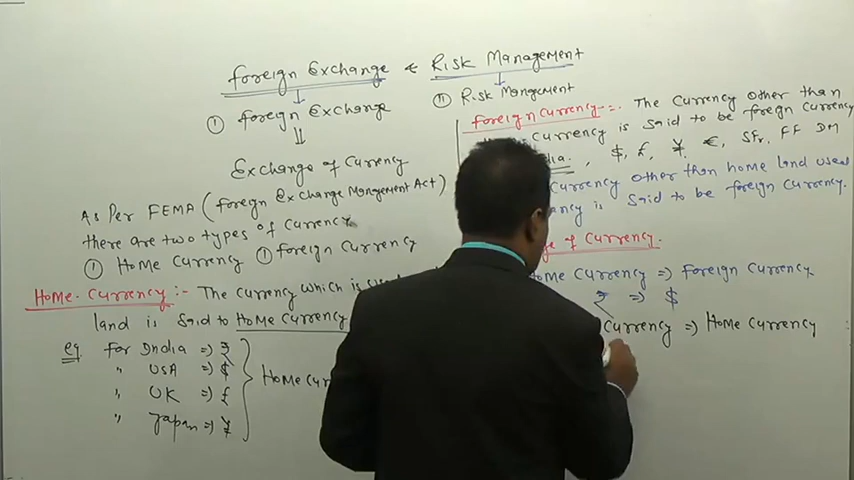 Foreign Exchange & Risk Management
① Foreign Exchange
⇓
Exchange of Currency
As Per FEMA (Foreign Exchange Management Act)
there are two types of Currency
① Home Currency ① Foreign Currency
Home Currency :- The Currency which is
land is said to Home Currency
eg for India ⇒ ₹
" USA ⇒ $
" UK ⇒ £
" Japan ⇒ ¥
Home
② Risk Management
Foreign Currency :- The Currency other than
Currency is said to be foreign Currency
$, £, ¥, €, SFr, FF DM
Currency other than home land used
is said to be foreign Currency.
of Currency.
Home Currency ⇒ Foreign Currency
₹ ⇒ $
Currency ⇒ Home Currency